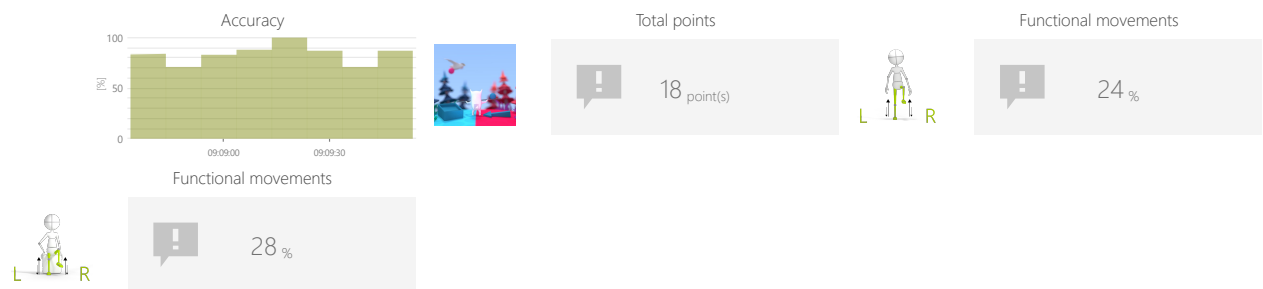 Accuracy
100
[%]
50
0
09:09:00 09:09:30
Total points
18 point(s)
Functional movements
L R
24 %
Functional movements
L R
28 %